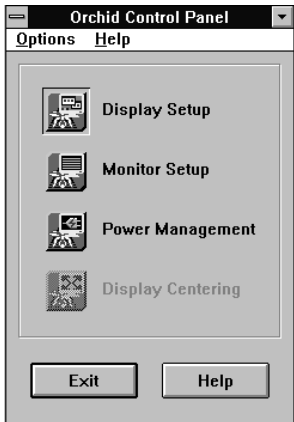 Orchid Control Panel
Options Help
Display Setup
Monitor Setup
Power Management
Display Centering
Exit Help